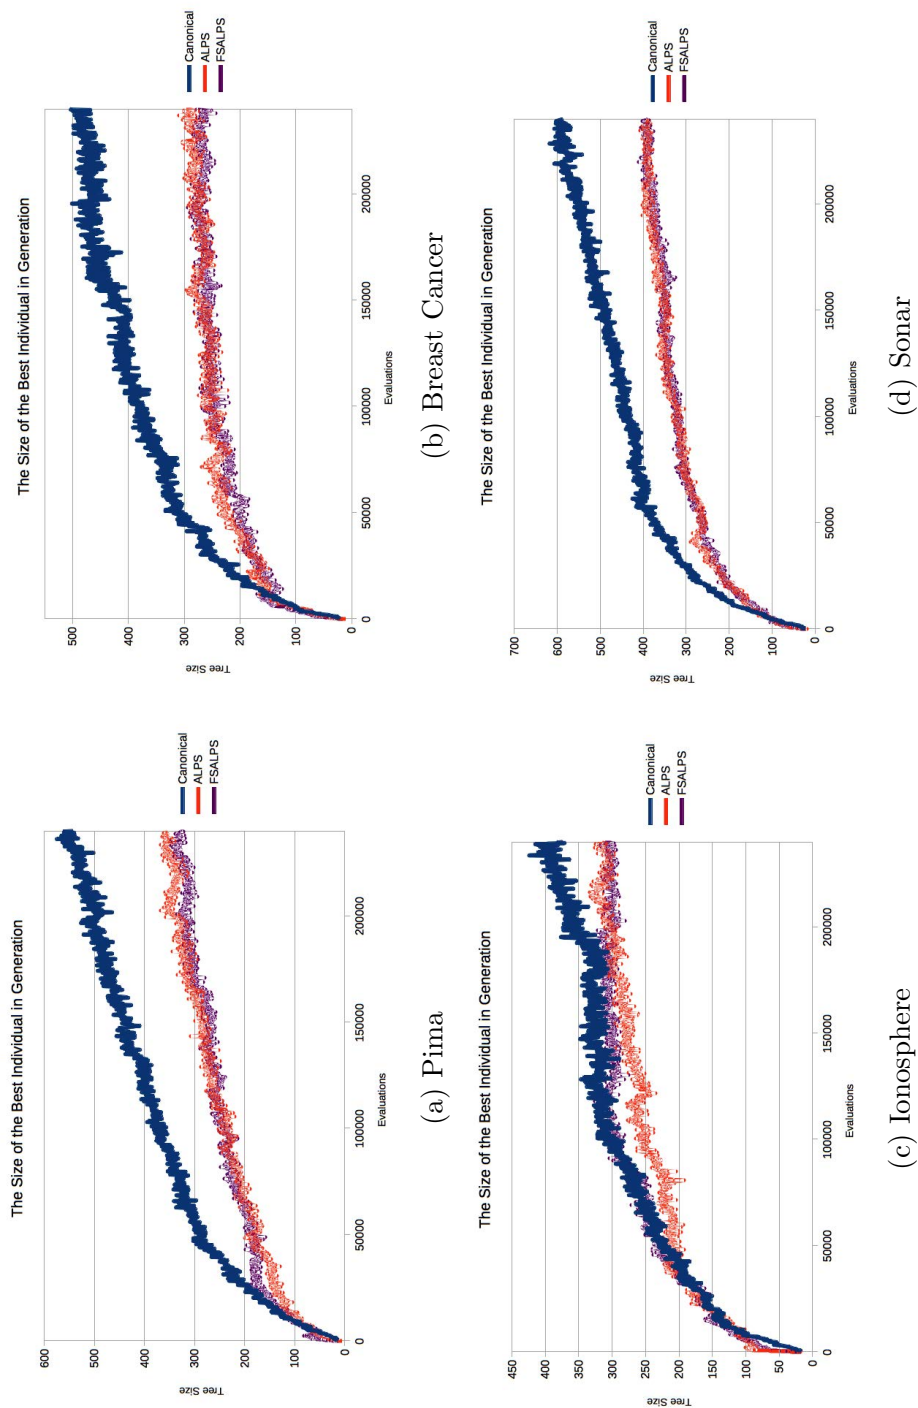 The Size of the Best Individual in Generation
Tree Size
600
500
400
300
200
100
0
0
50000
100000
150000
200000
Evaluations
Canonical
ALPS
FSALPS
(a) Pima
The Size of the Best Individual in Generation
Tree Size
500
400
300
200
100
0
0
50000
100000
150000
200000
Evaluations
Canonical
ALPS
FSALPS
(b) Breast Cancer
The Size of the Best Individual in Generation
Tree Size
450
400
350
300
250
200
150
100
50
0
0
50000
100000
150000
200000
Evaluations
Canonical
ALPS
FSALPS
(c) Ionosphere
The Size of the Best Individual in Generation
Tree Size
700
600
500
400
300
200
100
0
0
50000
100000
150000
200000
Evaluations
Canonical
ALPS
FSALPS
(d) Sonar